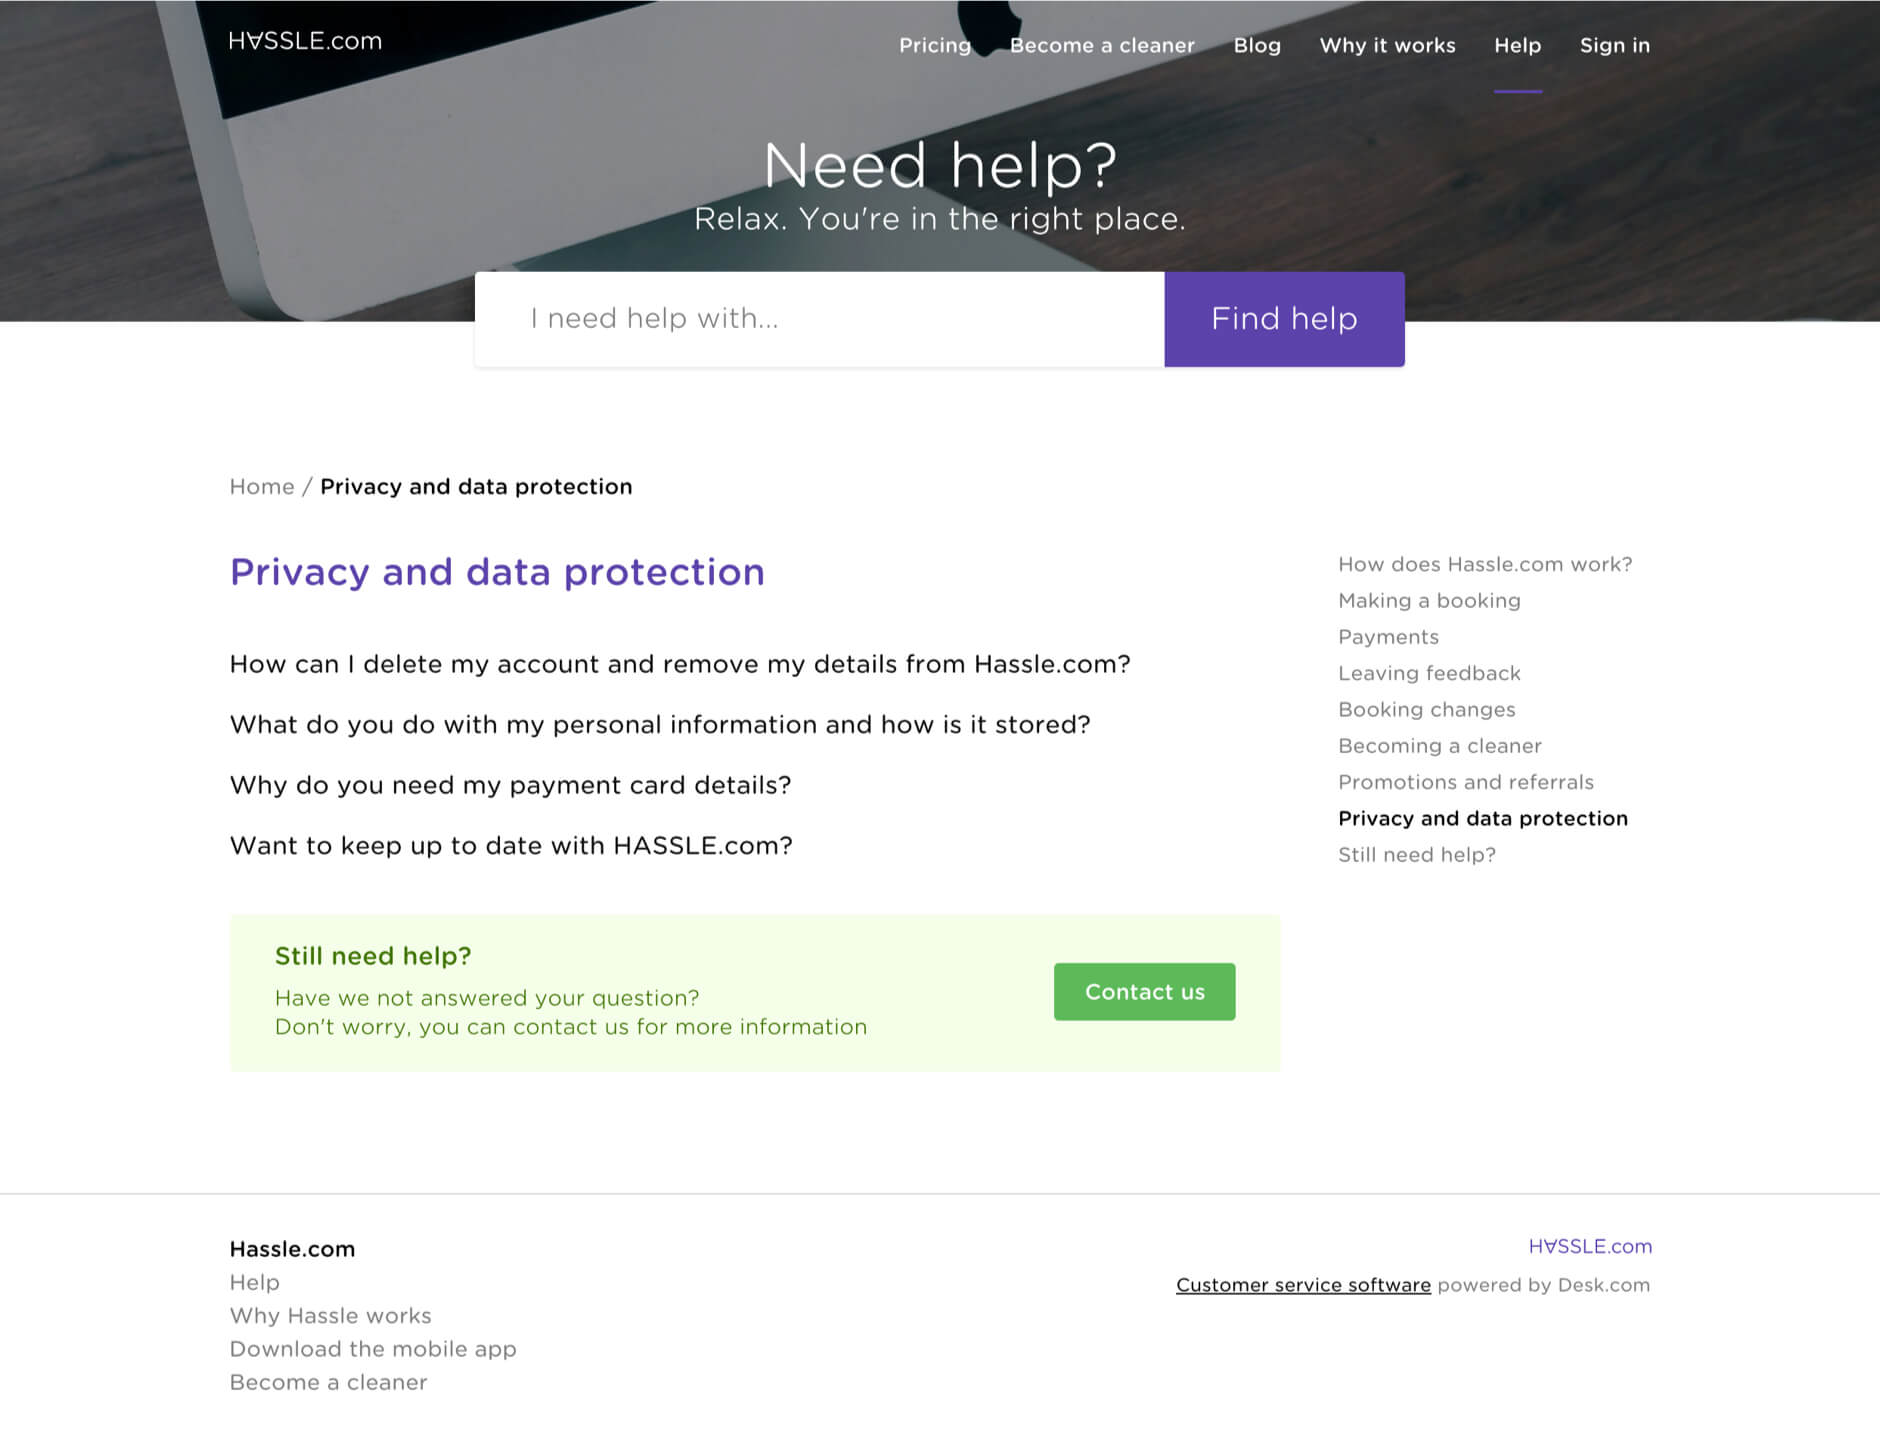 H∀SSLE.com
Pricing Become a cleaner Blog Why it works Help Sign in
Need help?
Relax. You're in the right place.
I need help with...
Find help
Home / Privacy and data protection
Privacy and data protection
How can I delete my account and remove my details from Hassle.com?
What do you do with my personal information and how is it stored?
Why do you need my payment card details?
Want to keep up to date with HASSLE.com?
How does Hassle.com work?
Making a booking
Payments
Leaving feedback
Booking changes
Becoming a cleaner
Promotions and referrals
Privacy and data protection
Still need help?
Still need help?
Have we not answered your question?
Don't worry, you can contact us for more information
Contact us
Hassle.com
Help
Why Hassle works
Download the mobile app
Become a cleaner
H∀SSLE.com
Customer service software powered by Desk.com